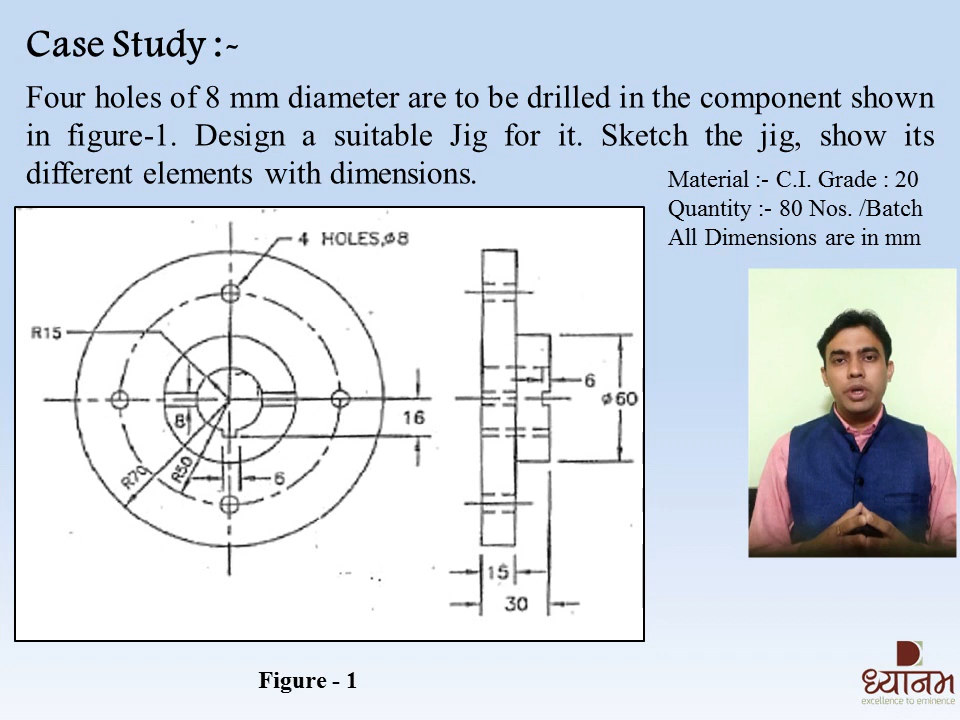 Case Study :-
Four holes of 8 mm diameter are to be drilled in the component shown
in figure-1. Design a suitable Jig for it. Sketch the jig, show its
different elements with dimensions.
Material :- C.I. Grade : 20
Quantity :- 80 Nos. /Batch
All Dimensions are in mm
4 HOLES,ø8
R15
6
ø60
16
8
R70
R50
6
15
30
Figure - 1
ध्यानम
excellence to eminence